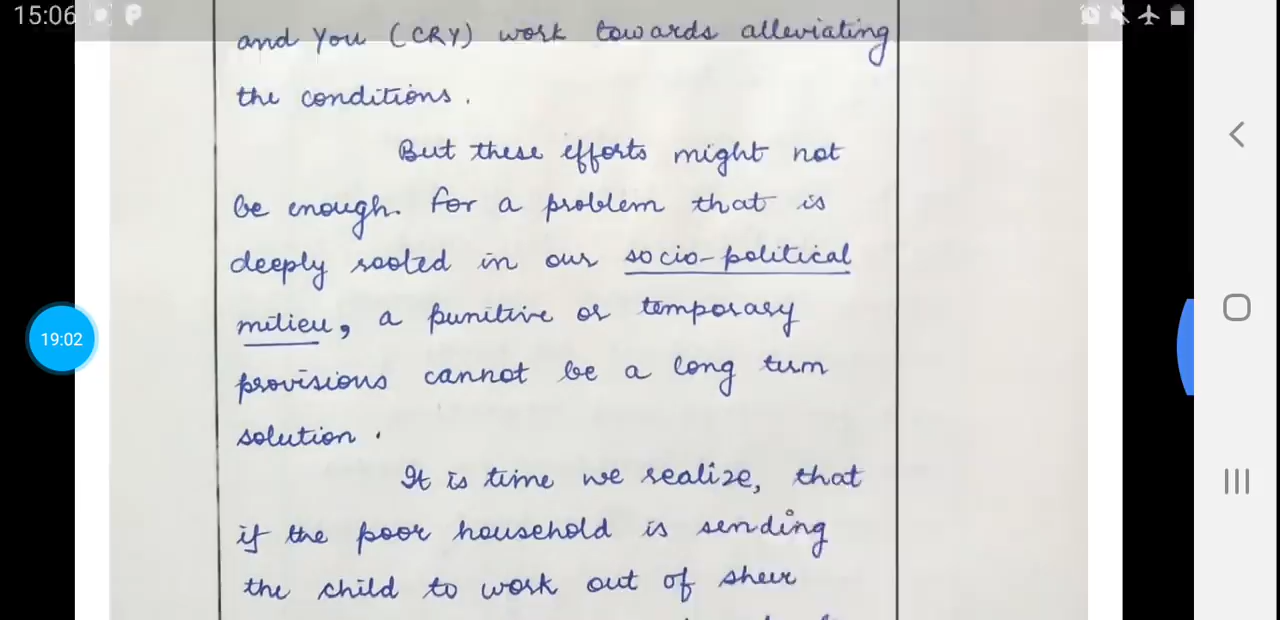 15:06
and You (CRY) work towards alleviating
the conditions.
But these efforts might not
be enough. For a problem that is
deeply rooted in our socio-political
milieu, a punitive or temporary
provisions cannot be a long term
solution.
It is time we realize, that
if the poor household is sending
the child to work out of sheer
19:02